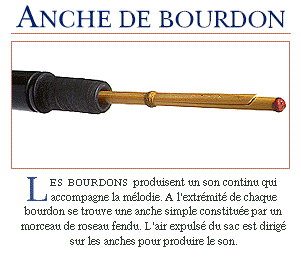 ANCHE DE BOURDON
LES BOURDONS produisent un son continu qui
accompagne la mélodie. A l'extrémité de chaque
bourdon se trouve une anche simple constituée par un
morceau de roseau fendu. L'air expulsé du sac est dirigé
sur les anches pour produire le son.